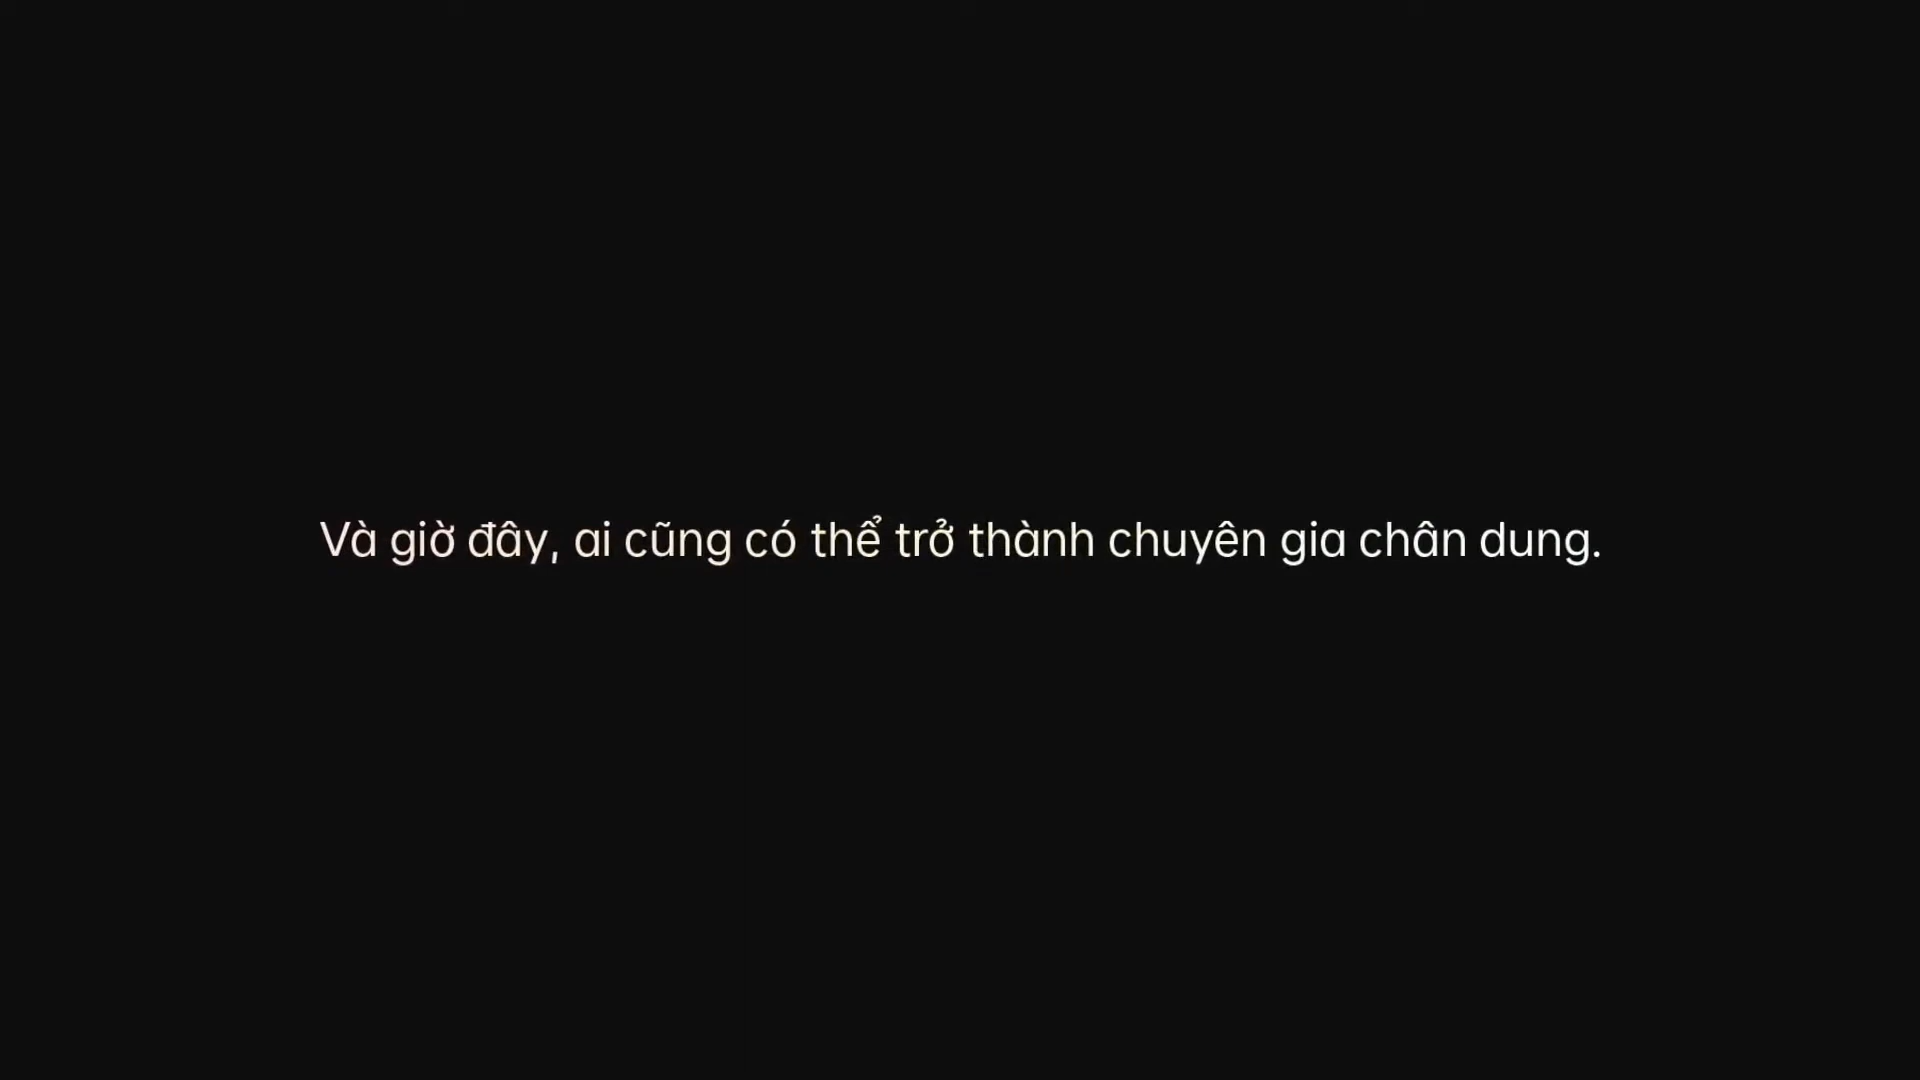 Và giờ đây, ai cũng có thể trở thành chuyên gia chân dung.